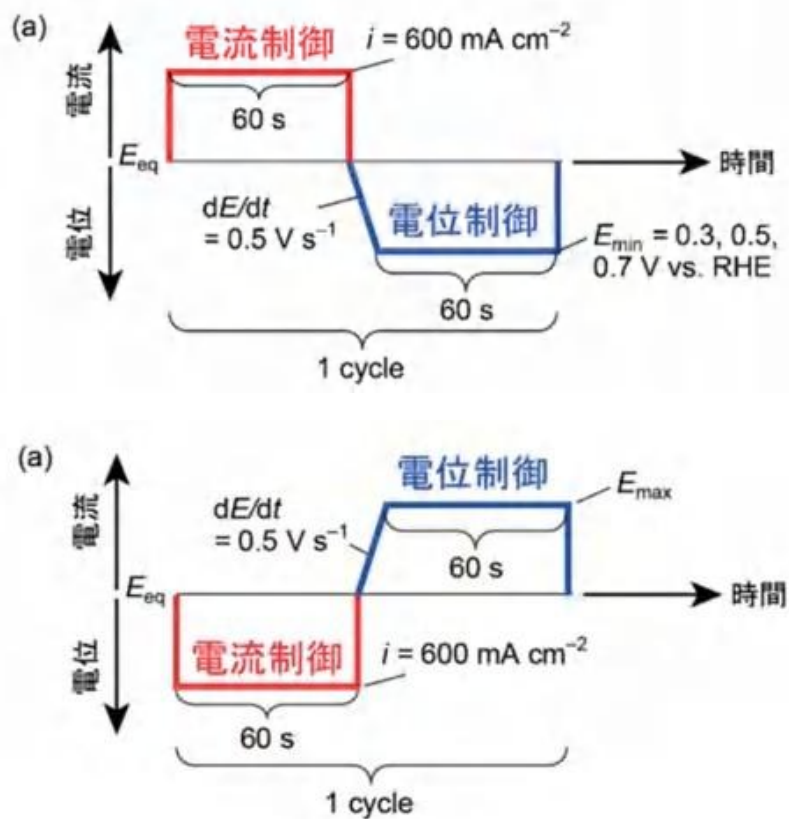 (a)
電流制御
i = 600 mA cm⁻²
電流
60 s
E_eq
時間
dE/dt
= 0.5 V s⁻¹
電位制御
電位
E_min = 0.3, 0.5,
0.7 V vs. RHE
60 s
1 cycle
(a)
電位制御
E_max
電流
dE/dt
= 0.5 V s⁻¹
60 s
E_eq
時間
電流制御
i = 600 mA cm⁻²
電位
60 s
1 cycle